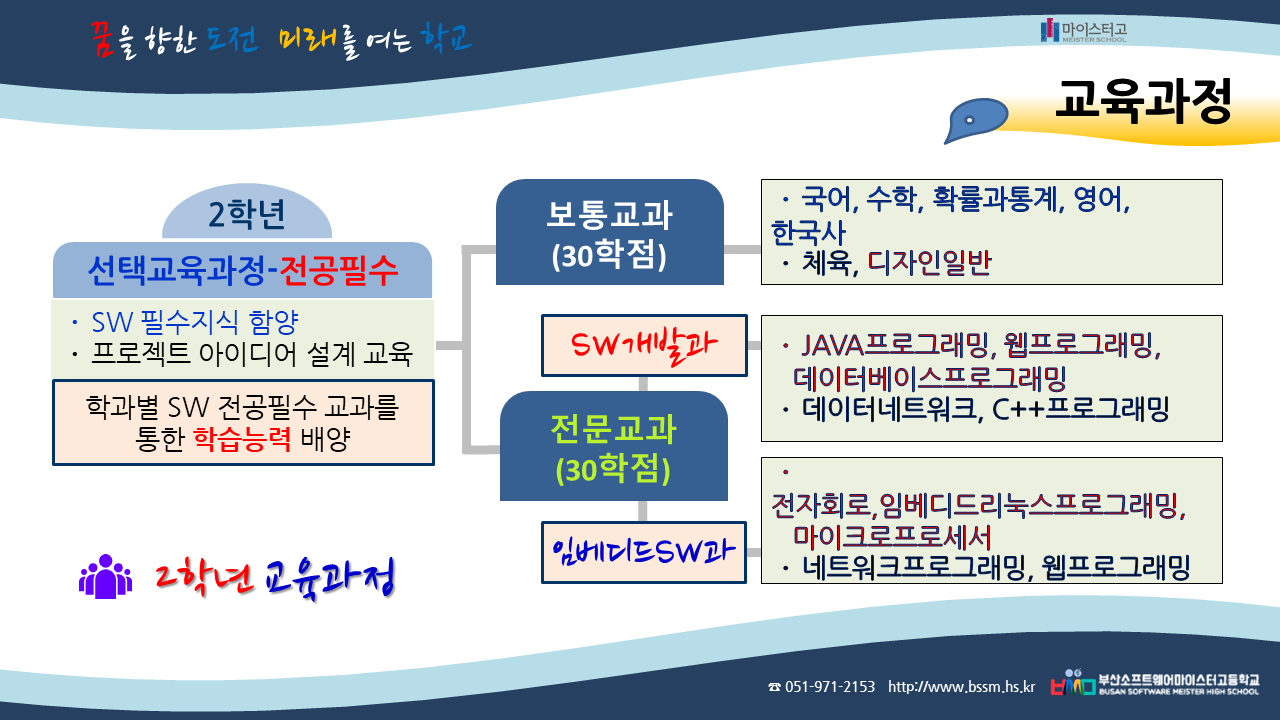 꿈을 향한 도전 미래를 여는 학교
마이스터고
MEISTER SCHOOL
교육과정
2학년
선택교육과정-전공필수
· SW 필수지식 함양
· 프로젝트 아이디어 설계 교육
학과별 SW 전공필수 교과를
통한 학습능력 배양
2학년 교육과정
보통교과
(30학점)
· 국어, 수학, 확률과통계, 영어,
한국사
· 체육, 디자인일반
SW개발과
· JAVA프로그래밍, 웹프로그래밍,
데이터베이스프로그래밍
· 데이터네트워크, C++프로그래밍
전문교과
(30학점)
임베디드SW과
·
전자회로,임베디드리눅스프로그래밍,
마이크로프로세서
· 네트워크프로그래밍, 웹프로그래밍
☎ 051-971-2153 http://www.bssm.hs.kr
부산소프트웨어마이스터고등학교
BUSAN SOFTWARE MEISTER HIGH SCHOOL